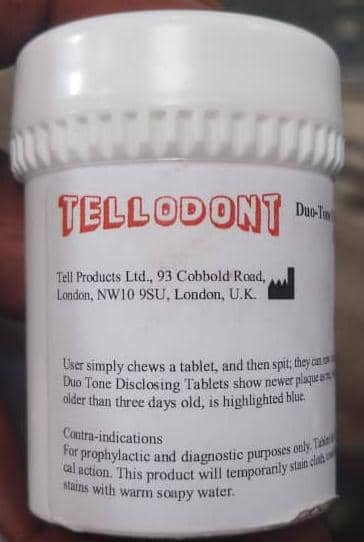 TELLODONT Duo-Tone
Tell Products Ltd., 93 Cobbold Road,
London, NW10 9SU, London, U.K.
User simply chews a tablet, and then spit; they can
Duo Tone Disclosing Tablets show newer plaque as
older than three days old, is highlighted blue.
Contra-indications
For prophylactic and diagnostic purposes only.
cal action. This product will temporarily stain cloth,
stains with warm soapy water.